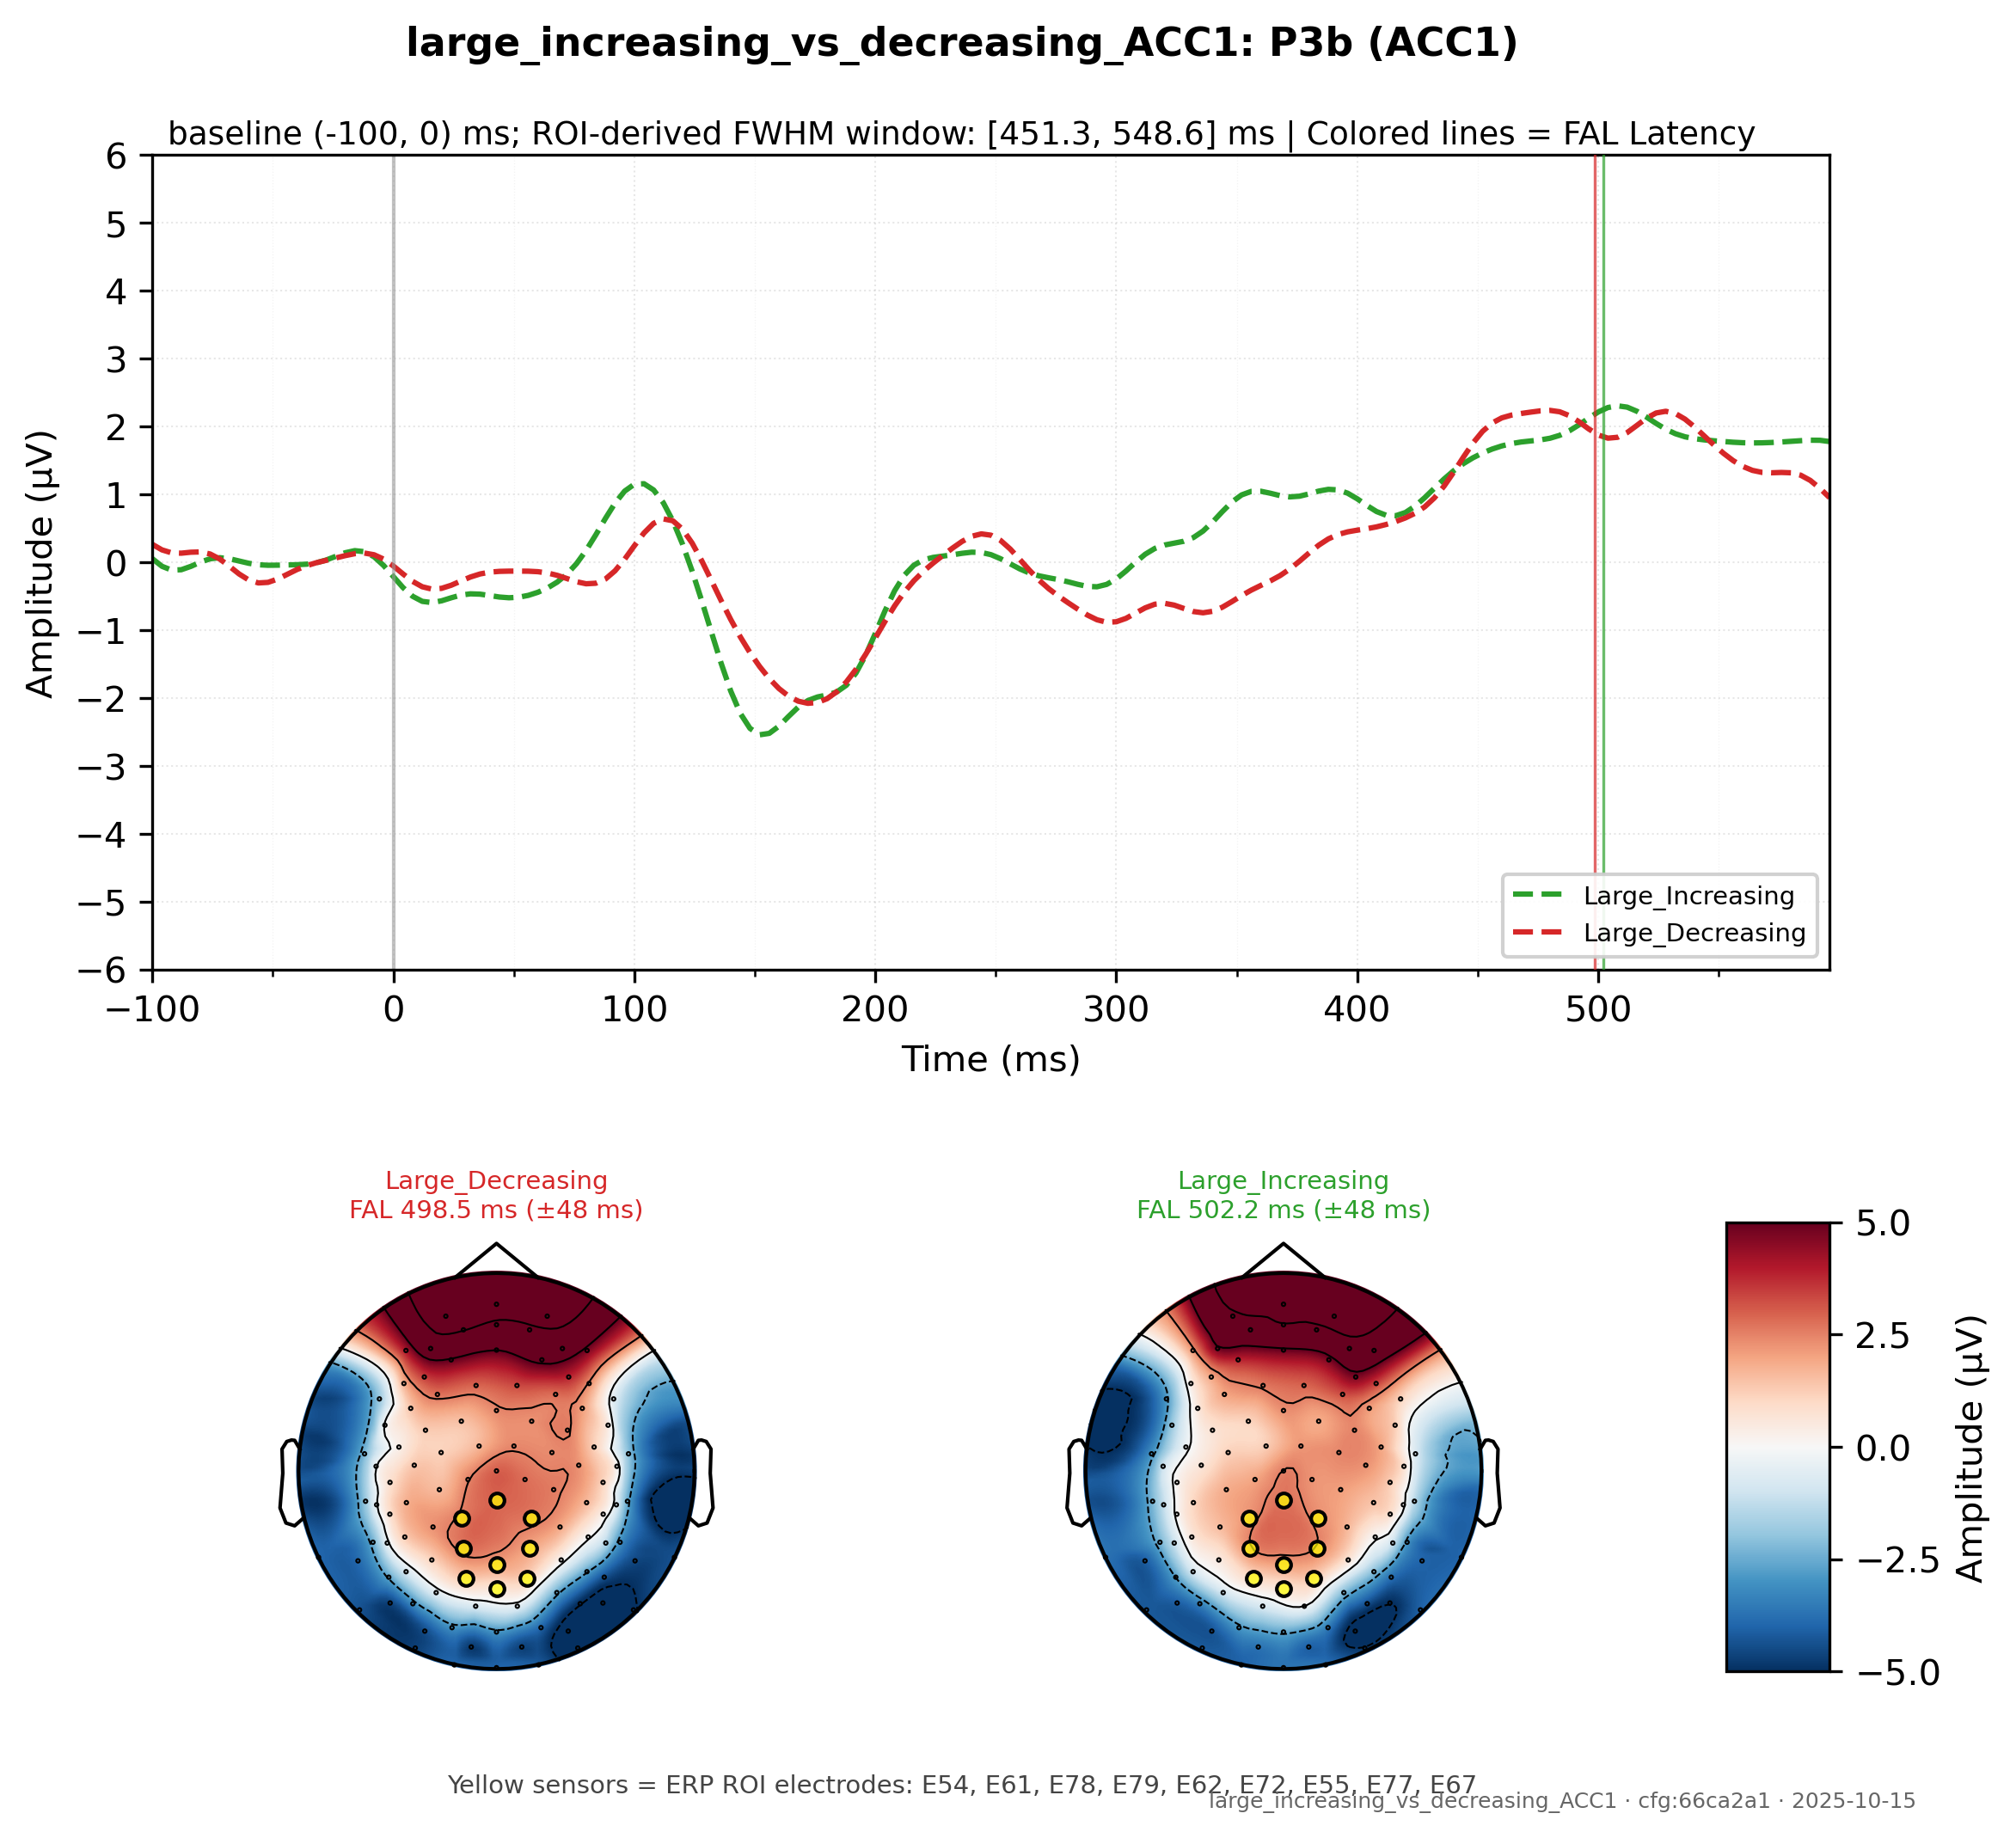 large_increasing_vs_decreasing_ACC1: P3b (ACC1)
baseline (-100, 0) ms; ROI-derived FWHM window: [451.3, 548.6] ms | Colored lines = FAL Latency
6
5
4
3
2
1
0
−1
−2
−3
−4
−5
−6
Amplitude (µV)
Large_Increasing
Large_Decreasing
−100 0 100 200 300 400 500
Time (ms)
Large_Decreasing
FAL 498.5 ms (±48 ms)
Large_Increasing
FAL 502.2 ms (±48 ms)
5.0
2.5
0.0
−2.5
−5.0
Amplitude (µV)
Yellow sensors = ERP ROI electrodes: E54, E61, E78, E79, E62, E72, E55, E77, E67
large_increasing_vs_decreasing_ACC1 · cfg:66ca2a1 · 2025-10-15